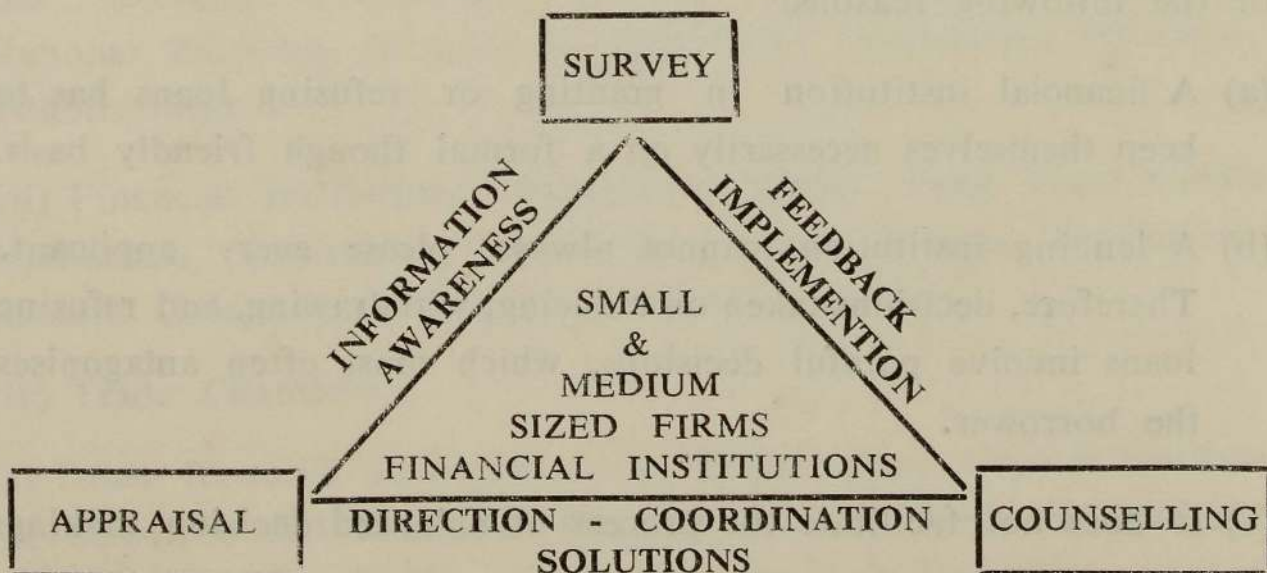 SURVEY
INFORMATION
AWARENESS
FEEDBACK
IMPLEMENTION
SMALL
&
MEDIUM
SIZED FIRMS
FINANCIAL INSTITUTIONS
APPRAISAL
DIRECTION - COORDINATION
SOLUTIONS
COUNSELLING